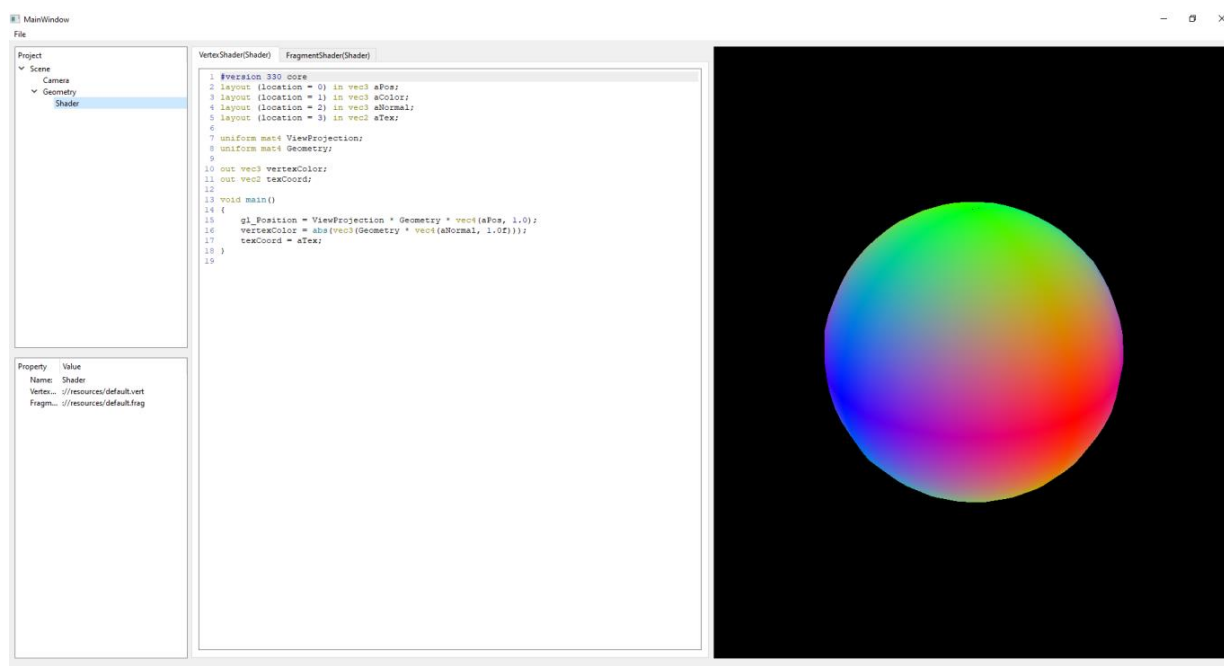 MainWindow
File
Project
Scene
Camera
Geometry
Shader
Property Value
Name: Shader
Vertex... ://resources/default.vert
Fragm... ://resources/default.frag
VertexShader(Shader) FragmentShader(Shader)
1 #version 330 core
2 layout (location = 0) in vec3 aPos;
3 layout (location = 1) in vec3 aColor;
4 layout (location = 2) in vec3 aNormal;
5 layout (location = 3) in vec2 aTex;
6
7 uniform mat4 ViewProjection;
8 uniform mat4 Geometry;
9
10 out vec3 vertexColor;
11 out vec2 texCoord;
12
13 void main()
14 {
15     gl_Position = ViewProjection * Geometry * vec4(aPos, 1.0);
16     vertexColor = abs(vec3(Geometry * vec4(aNormal, 1.0f)));
17     texCoord = aTex;
18 }
19